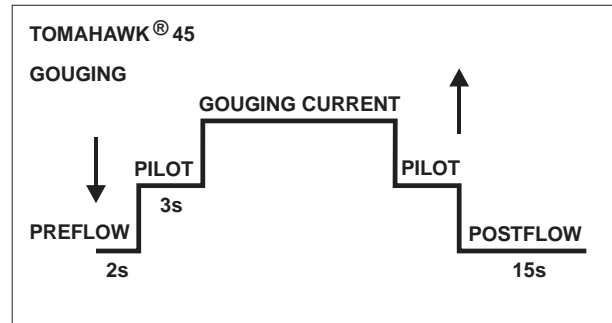 TOMAHAWK® 45
GOUGING
GOUGING CURRENT
PILOT
PILOT
3s
PREFLOW
POSTFLOW
2s
15s